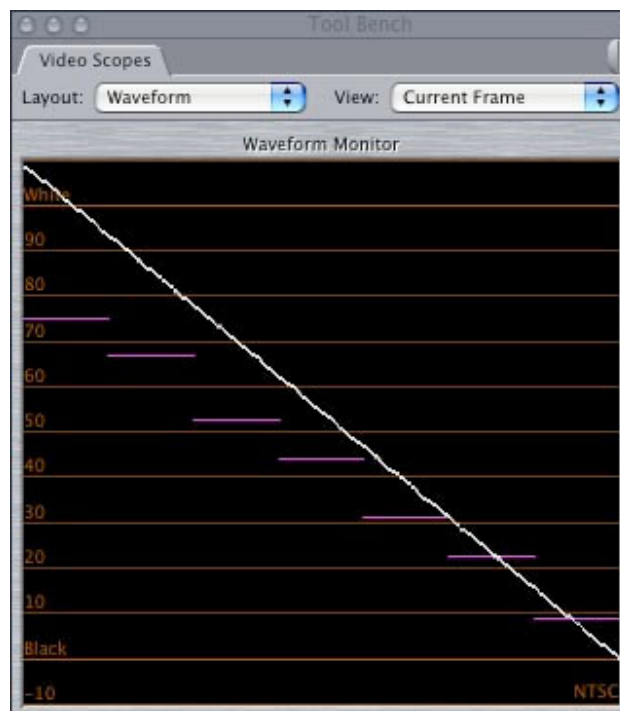 Tool Bench
Video Scopes
Layout: Waveform View: Current Frame
Waveform Monitor
White
90
80
70
60
50
40
30
20
10
Black
-10 NTSC